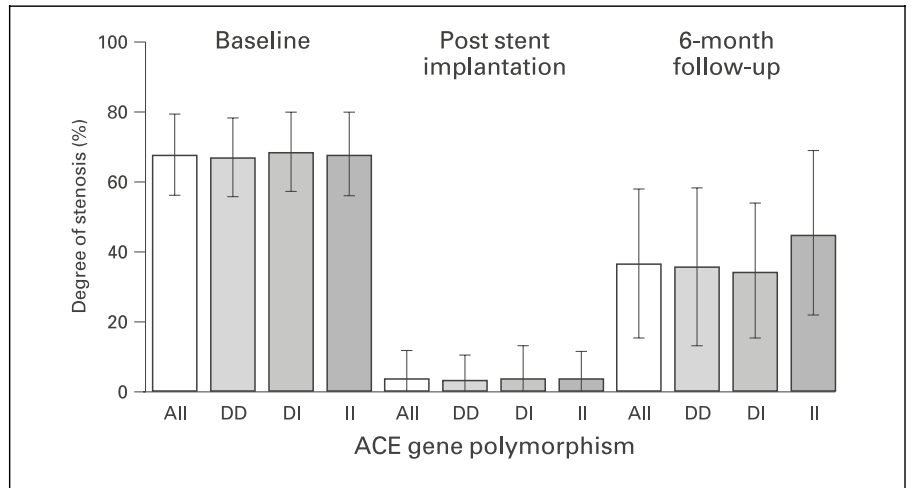 Baseline
Post stent
implantation
6-month
follow-up
Degree of stenosis (%)
100
80
60
40
20
0
All DD DI II All DD DI II All DD DI II
ACE gene polymorphism